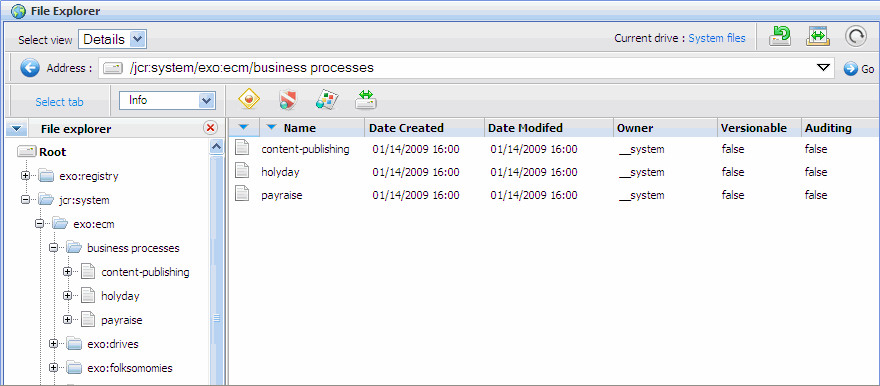 File Explorer
Select view Details Current drive : System files
Address : /jcr:system/exo:ecm/business processes Go
Select tab Info
File explorer
Root
exo:registry
jcr:system
exo:ecm
business processes
content-publishing
holyday
payraise
exo:drives
exo:folksomomies
Name Date Created Date Modifed Owner Versionable Auditing
content-publishing 01/14/2009 16:00 01/14/2009 16:00 __system false false
holyday 01/14/2009 16:00 01/14/2009 16:00 __system false false
payraise 01/14/2009 16:00 01/14/2009 16:00 __system false false